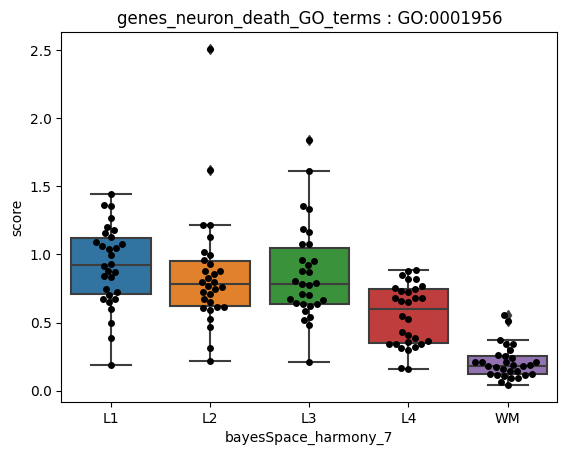 genes_neuron_death_GO_terms : GO:0001956
2.5
2.0
1.5
1.0
0.5
0.0
score
L1 L2 L3 L4 WM
bayesSpace_harmony_7